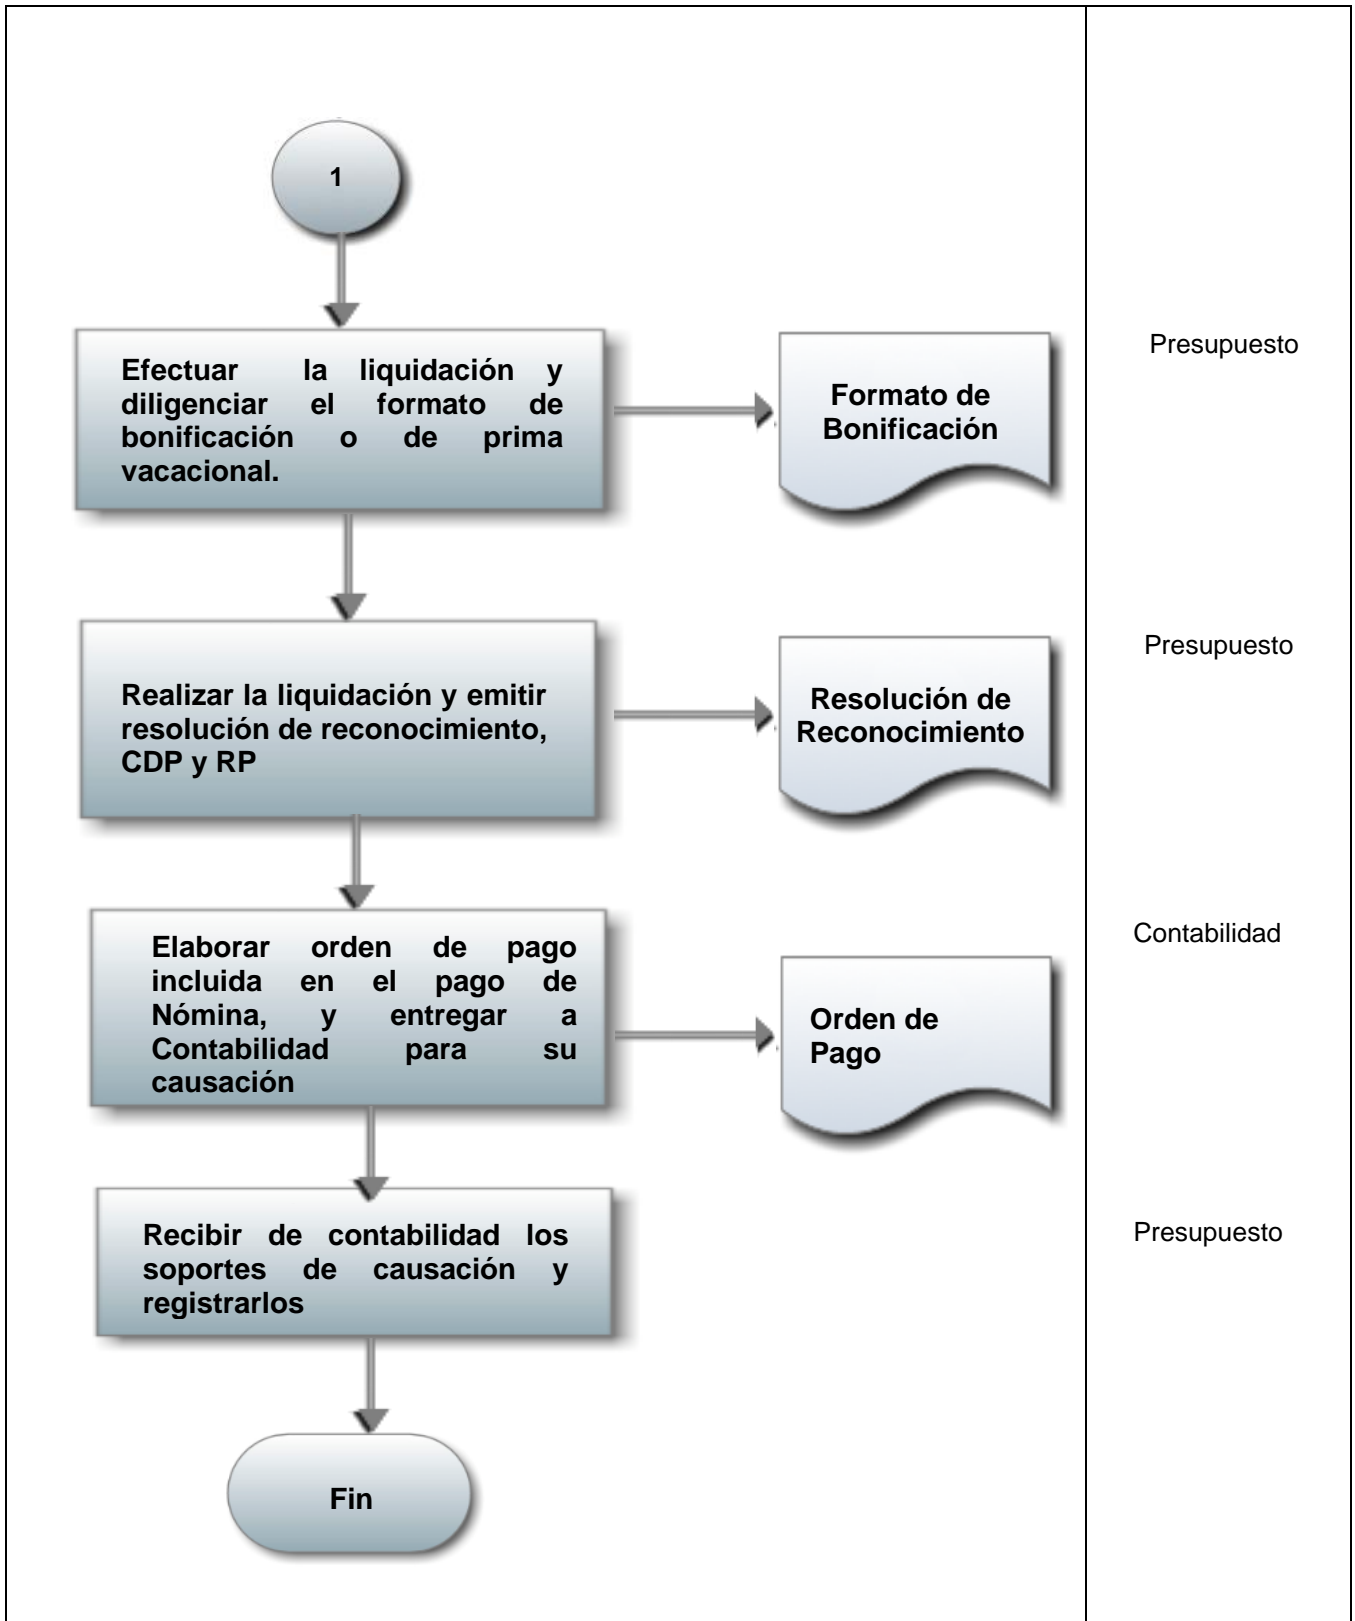 1
Efectuar la liquidación y
diligenciar el formato de
bonificación o de prima
vacacional.
Formato de
Bonificación
Presupuesto
Realizar la liquidación y emitir
resolución de reconocimiento,
CDP y RP
Resolución de
Reconocimiento
Presupuesto
Elaborar orden de pago
incluida en el pago de
Nómina, y entregar a
Contabilidad para su
causación
Orden de
Pago
Contabilidad
Recibir de contabilidad los
soportes de causación y
registrarlos
Presupuesto
Fin